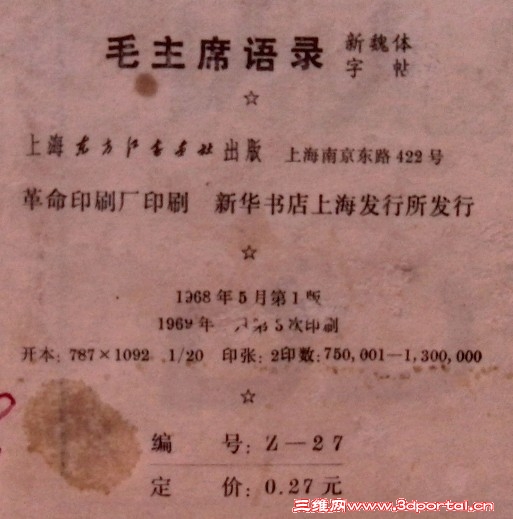 毛主席语录 新魏体字帖
☆
上海东方红书画社出版 上海南京东路422号
革命印刷厂印刷 新华书店上海发行所发行
☆
1968年5月第1版
1969年 月第5次印刷
开本:787×1092 1/20 印张:2印数:750,001—1,300,000
☆
编 号:Z—27
定 价:0.27元
三维网www.3dportal.cn